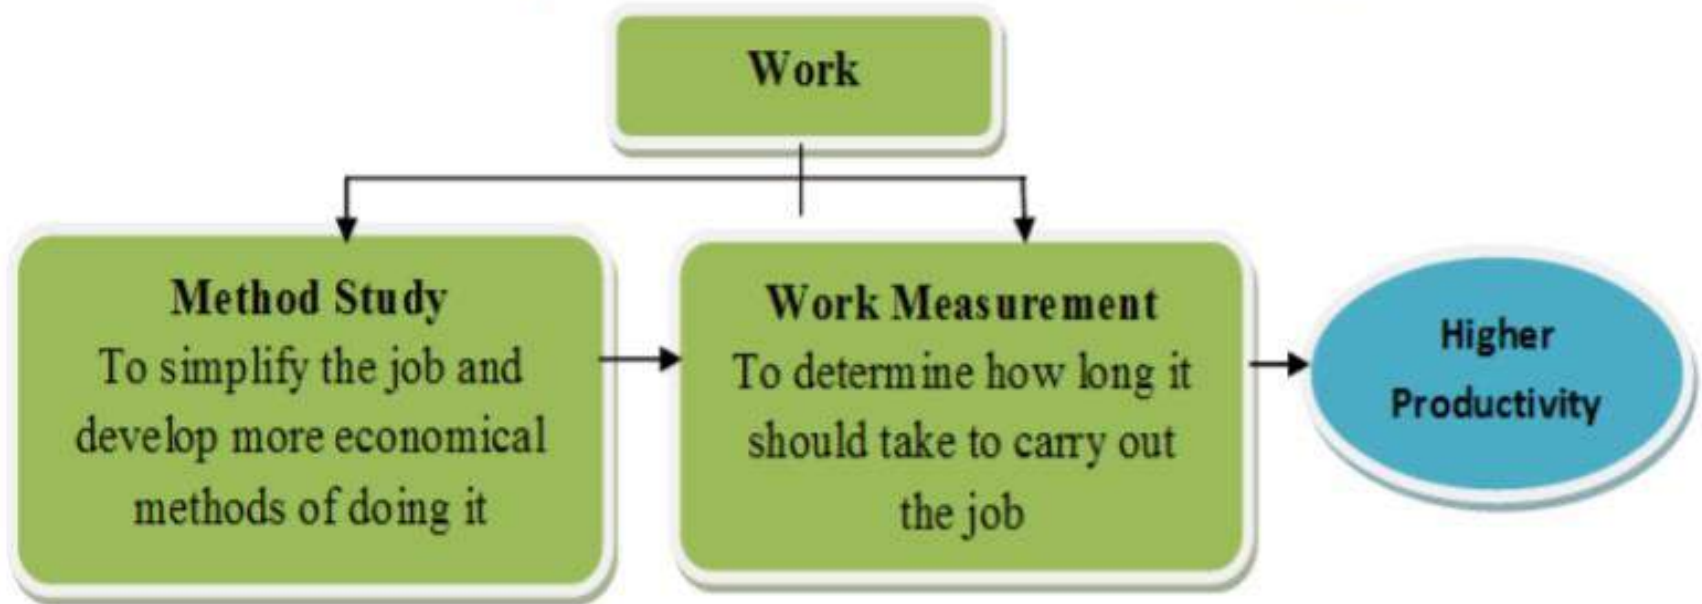 Work
Method Study
To simplify the job and
develop more economical
methods of doing it
Work Measurement
To determine how long it
should take to carry out
the job
Higher
Productivity